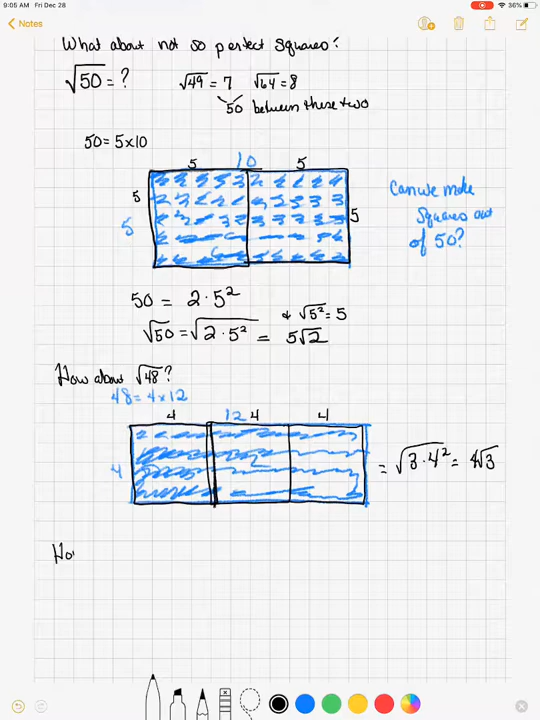 9:05 AM Fri Dec 28
36%
Notes
What about not so perfect squares?
√50 = ? √49 = 7 √64 = 8
50 between these two
50 = 5 x 10
5 10 5
5 5
5
Can we make
squares out
of 50?
50 = 2 · 5²
& √5² = 5
√50 = √2 · 5² = 5√2
How about √48?
48 = 4 x 12
4 12 4 4
4
= √3 · 4² = 4√3
Ho